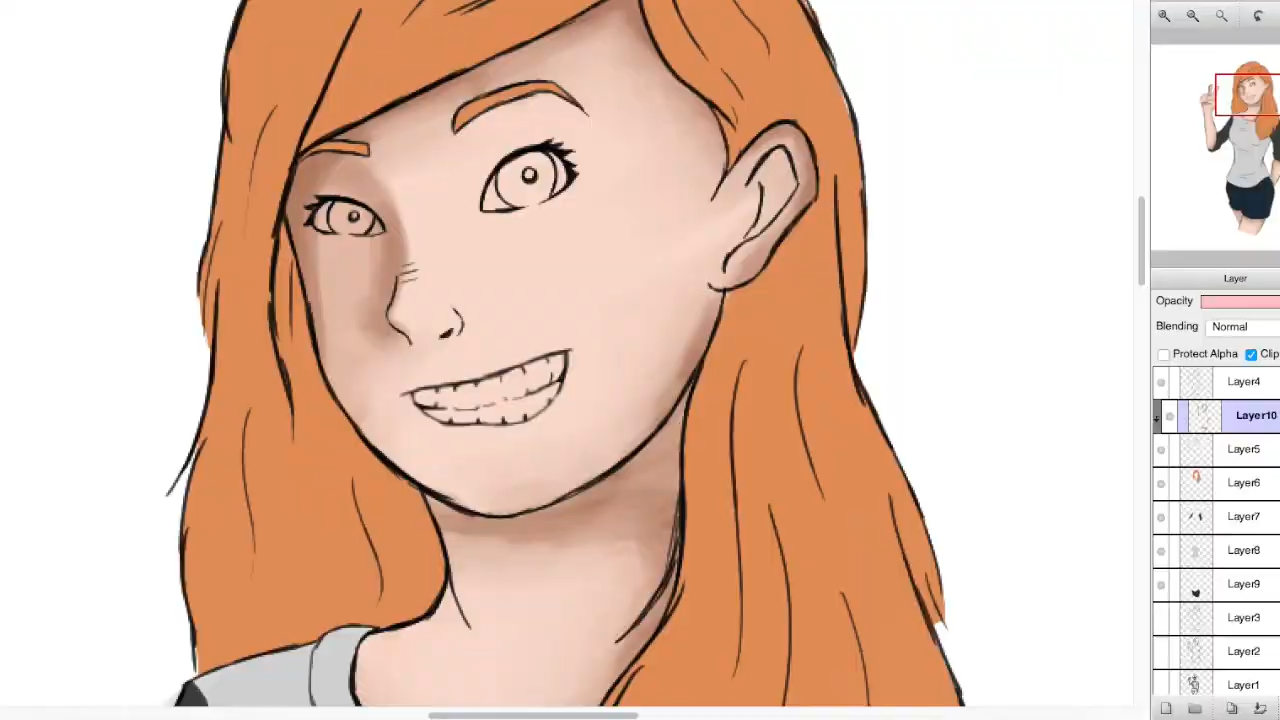 Layer
Opacity
Blending Normal
Protect Alpha Clip
Layer4
Layer10
Layer5
Layer6
Layer7
Layer8
Layer9
Layer3
Layer2
Layer1